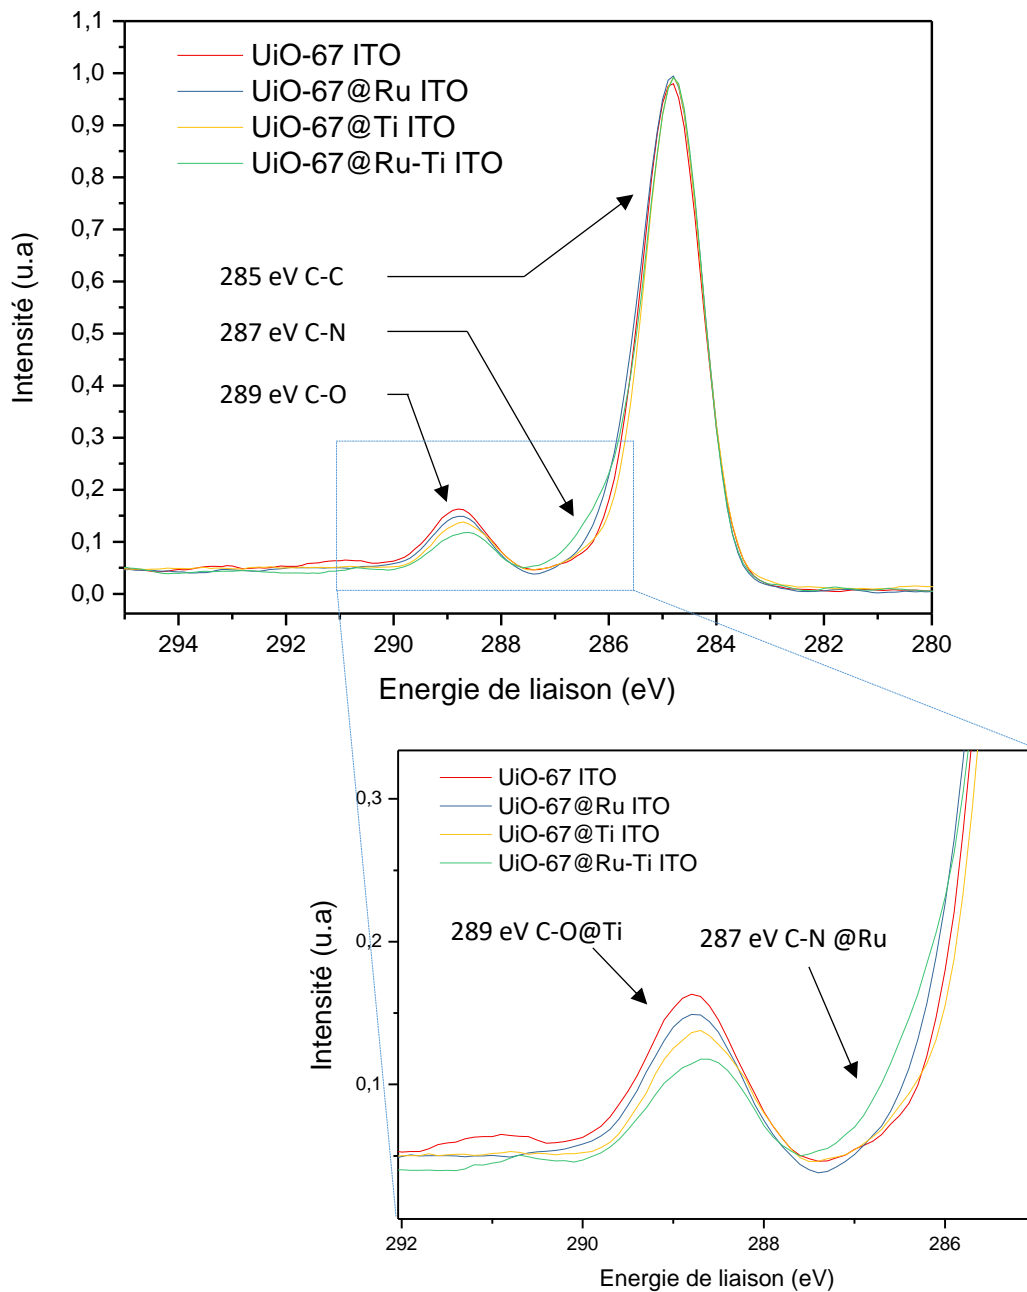 1,1
1,0
0,9
0,8
0,7
0,6
0,5
0,4
0,3
0,2
0,1
0,0
Intensité (u.a)
UiO-67 ITO
UiO-67@Ru ITO
UiO-67@Ti ITO
UiO-67@Ru-Ti ITO
285 eV C-C
287 eV C-N
289 eV C-O
294 292 290 288 286 284 282 280
Energie de liaison (eV)
UiO-67 ITO
UiO-67@Ru ITO
UiO-67@Ti ITO
UiO-67@Ru-Ti ITO
0,3
0,2
0,1
Intensité (u.a)
289 eV C-O@Ti
287 eV C-N @Ru
292 290 288 286
Energie de liaison (eV)